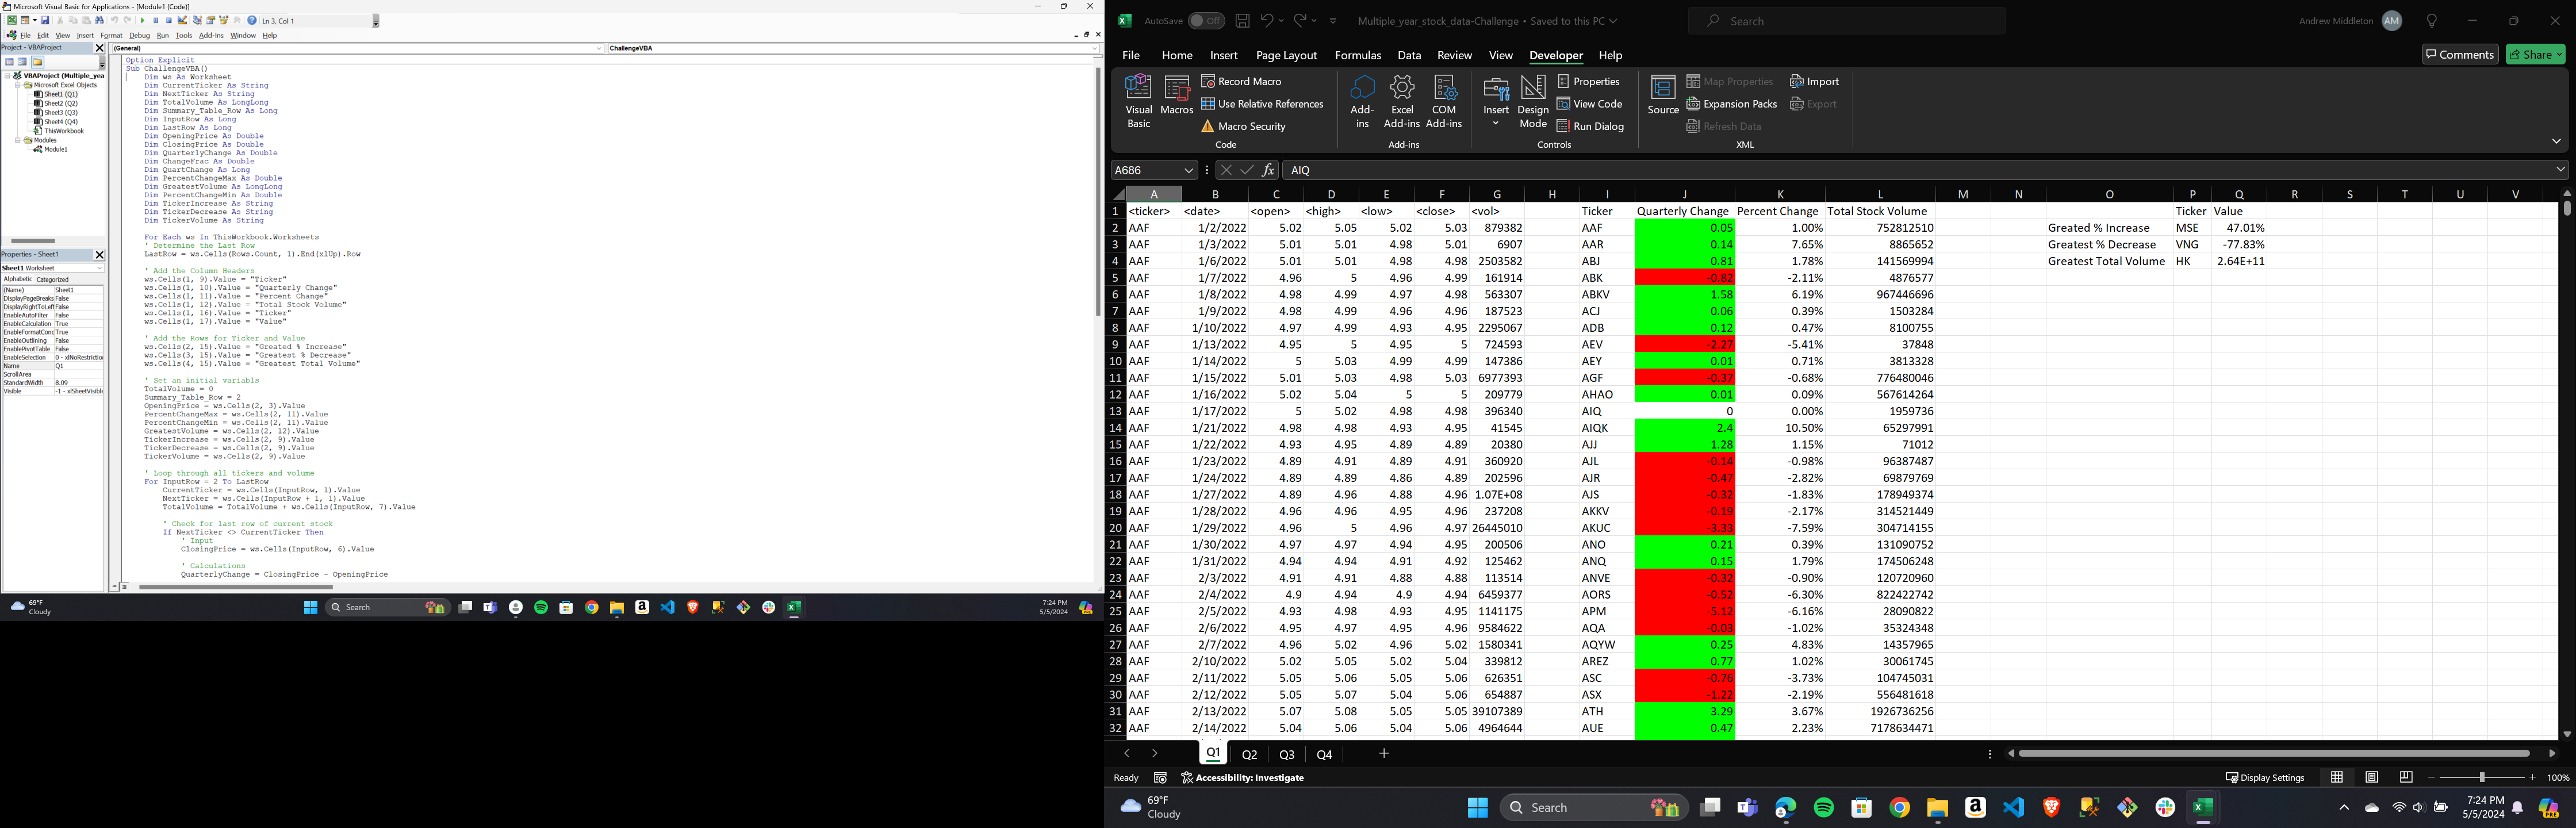 Microsoft Visual Basic for Applications - [Module1 (Code)]
Ln 3, Col 1
File Edit View Insert Format Debug Run Tools Add-Ins Window Help
Project - VBAProject
VBAProject (Multiple_yea
Microsoft Excel Objects
Sheet1 (Q1)
Sheet2 (Q2)
Sheet3 (Q3)
Sheet4 (Q4)
ThisWorkbook
Modules
Module1
Properties - Sheet1
Sheet1 Worksheet
Alphabetic Categorized
(Name) Sheet1
DisplayPageBreaks False
DisplayRightToLeft False
EnableAutoFilter False
EnableCalculation True
EnableFormatConc True
EnableOutlining False
EnablePivotTable False
EnableSelection 0 - xlNoRestriction
Name Q1
ScrollArea
StandardWidth 8.09
Visible -1 - xlSheetVisible
(General) ChallengeVBA
Option Explicit
Sub ChallengeVBA()
Dim ws As Worksheet
Dim CurrentTicker As String
Dim NextTicker As String
Dim TotalVolume As LongLong
Dim Summary_Table_Row As Long
Dim InputRow As Long
Dim LastRow As Long
Dim OpeningPrice As Double
Dim ClosingPrice As Double
Dim QuarterlyChange As Double
Dim ChangeFrac As Double
Dim QuartChange As Long
Dim PercentChangeMax As Double
Dim GreatestVolume As LongLong
Dim PercentChangeMin As Double
Dim TickerIncrease As String
Dim TickerDecrease As String
Dim TickerVolume As String
For Each ws In ThisWorkbook.Worksheets
' Determine the Last Row
LastRow = ws.Cells(Rows.Count, 1).End(xlUp).Row
' Add the Column Headers
ws.Cells(1, 9).Value = "Ticker"
ws.Cells(1, 10).Value = "Quarterly Change"
ws.Cells(1, 11).Value = "Percent Change"
ws.Cells(1, 12).Value = "Total Stock Volume"
ws.Cells(1, 16).Value = "Ticker"
ws.Cells(1, 17).Value = "Value"
' Add the Rows for Ticker and Value
ws.Cells(2, 15).Value = "Greated % Increase"
ws.Cells(3, 15).Value = "Greatest % Decrease"
ws.Cells(4, 15).Value = "Greatest Total Volume"
' Set an initial variabls
TotalVolume = 0
Summary_Table_Row = 2
OpeningPrice = ws.Cells(2, 3).Value
PercentChangeMax = ws.Cells(2, 11).Value
PercentChangeMin = ws.Cells(2, 11).Value
GreatestVolume = ws.Cells(2, 12).Value
TickerIncrease = ws.Cells(2, 9).Value
TickerDecrease = ws.Cells(2, 9).Value
TickerVolume = ws.Cells(2, 9).Value
' Loop through all tickers and volume
For InputRow = 2 To LastRow
CurrentTicker = ws.Cells(InputRow, 1).Value
NextTicker = ws.Cells(InputRow + 1, 1).Value
TotalVolume = TotalVolume + ws.Cells(InputRow, 7).Value
' Check for last row of current stock
If NextTicker <> CurrentTicker Then
' Input
ClosingPrice = ws.Cells(InputRow, 6).Value
' Calculations
QuarterlyChange = ClosingPrice - OpeningPrice
69°F
Cloudy
Search
7:24 PM
5/5/2024
AutoSave Off Multiple_year_stock_data-Challenge • Saved to this PC Search Andrew Middleton AM
File Home Insert Page Layout Formulas Data Review View Developer Help Comments Share
Visual Basic Macros Record Macro Use Relative References Macro Security Code
Add-ins Excel Add-ins COM Add-ins Add-ins
Insert Design Mode Properties View Code Run Dialog Controls
Source Map Properties Expansion Packs Refresh Data Import Export XML
A686 fx AIQ
A B C D E F G H I J K L M N O P Q R S T U V
1 <ticker> <date> <open> <high> <low> <close> <vol> Ticker Quarterly Change Percent Change Total Stock Volume Ticker Value
2 AAF 1/2/2022 5.02 5.05 5.02 5.03 879382 AAF 0.05 1.00% 752812510 Greated % Increase MSE 47.01%
3 AAF 1/3/2022 5.01 5.01 4.98 5.01 6907 AAR 0.14 7.65% 8865652 Greatest % Decrease VNG -77.83%
4 AAF 1/6/2022 5.01 5.01 4.98 4.98 2503582 ABJ 0.81 1.78% 141569994 Greatest Total Volume HK 2.64E+11
5 AAF 1/7/2022 4.96 5 4.96 4.99 161914 ABK -0.82 -2.11% 4876577
6 AAF 1/8/2022 4.98 4.99 4.97 4.98 563307 ABKV 1.58 6.19% 967446696
7 AAF 1/9/2022 4.98 4.99 4.96 4.96 187523 ACJ 0.06 0.39% 1503284
8 AAF 1/10/2022 4.97 4.99 4.93 4.95 2295067 ADB 0.12 0.47% 8100755
9 AAF 1/13/2022 4.95 5 4.95 5 724593 AEV -2.27 -5.41% 37848
10 AAF 1/14/2022 5 5.03 4.99 4.99 147386 AEY 0.01 0.71% 3813328
11 AAF 1/15/2022 5.01 5.03 4.98 5.03 6977393 AGF -0.37 -0.68% 776480046
12 AAF 1/16/2022 5.02 5.04 5 5 209779 AHAO 0.01 0.09% 567614264
13 AAF 1/17/2022 5 5.02 4.98 4.98 396340 AIQ 0 0.00% 1959736
14 AAF 1/21/2022 4.98 4.98 4.93 4.95 41545 AIQK 2.4 10.50% 65297991
15 AAF 1/22/2022 4.93 4.95 4.89 4.89 20380 AJJ 1.28 1.15% 71012
16 AAF 1/23/2022 4.89 4.91 4.89 4.91 360920 AJL -0.14 -0.98% 96387487
17 AAF 1/24/2022 4.89 4.89 4.86 4.89 202596 AJR -0.47 -2.82% 69879769
18 AAF 1/27/2022 4.89 4.96 4.88 4.96 1.07E+08 AJS -0.32 -1.83% 178949374
19 AAF 1/28/2022 4.96 4.96 4.95 4.96 237208 AKKV -0.19 -2.17% 314521449
20 AAF 1/29/2022 4.96 5 4.96 4.97 26445010 AKUC -3.33 -7.59% 304714155
21 AAF 1/30/2022 4.97 4.97 4.94 4.95 200506 ANO 0.21 0.39% 131090752
22 AAF 1/31/2022 4.94 4.94 4.91 4.92 125462 ANQ 0.15 1.79% 174506248
23 AAF 2/3/2022 4.91 4.91 4.88 4.88 113514 ANVE -0.32 -0.90% 120720960
24 AAF 2/4/2022 4.9 4.94 4.9 4.94 6459377 AORS -0.52 -6.30% 822422742
25 AAF 2/5/2022 4.93 4.98 4.93 4.95 1141175 APM -5.12 -6.16% 28090822
26 AAF 2/6/2022 4.95 4.97 4.95 4.96 9584622 AQA -0.03 -1.02% 35324348
27 AAF 2/7/2022 4.96 5.02 4.96 5.02 1580341 AQYW 0.25 4.83% 14357965
28 AAF 2/10/2022 5.02 5.05 5.02 5.04 339812 AREZ 0.77 1.02% 30061745
29 AAF 2/11/2022 5.05 5.06 5.05 5.06 626351 ASC -0.76 -3.73% 104745031
30 AAF 2/12/2022 5.05 5.07 5.04 5.06 654887 ASX -1.22 -2.19% 556481618
31 AAF 2/13/2022 5.07 5.08 5.05 5.05 39107389 ATH 3.29 3.67% 1926736256
32 AAF 2/14/2022 5.04 5.06 5.04 5.06 4964644 AUE 0.47 2.23% 7178634471
Q1 Q2 Q3 Q4
Ready Accessibility: Investigate Display Settings 100%
69°F
Cloudy
Search
7:24 PM
5/5/2024